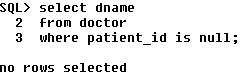 SQL> select dname
2 from doctor
3 where patient_id is null;
no rows selected